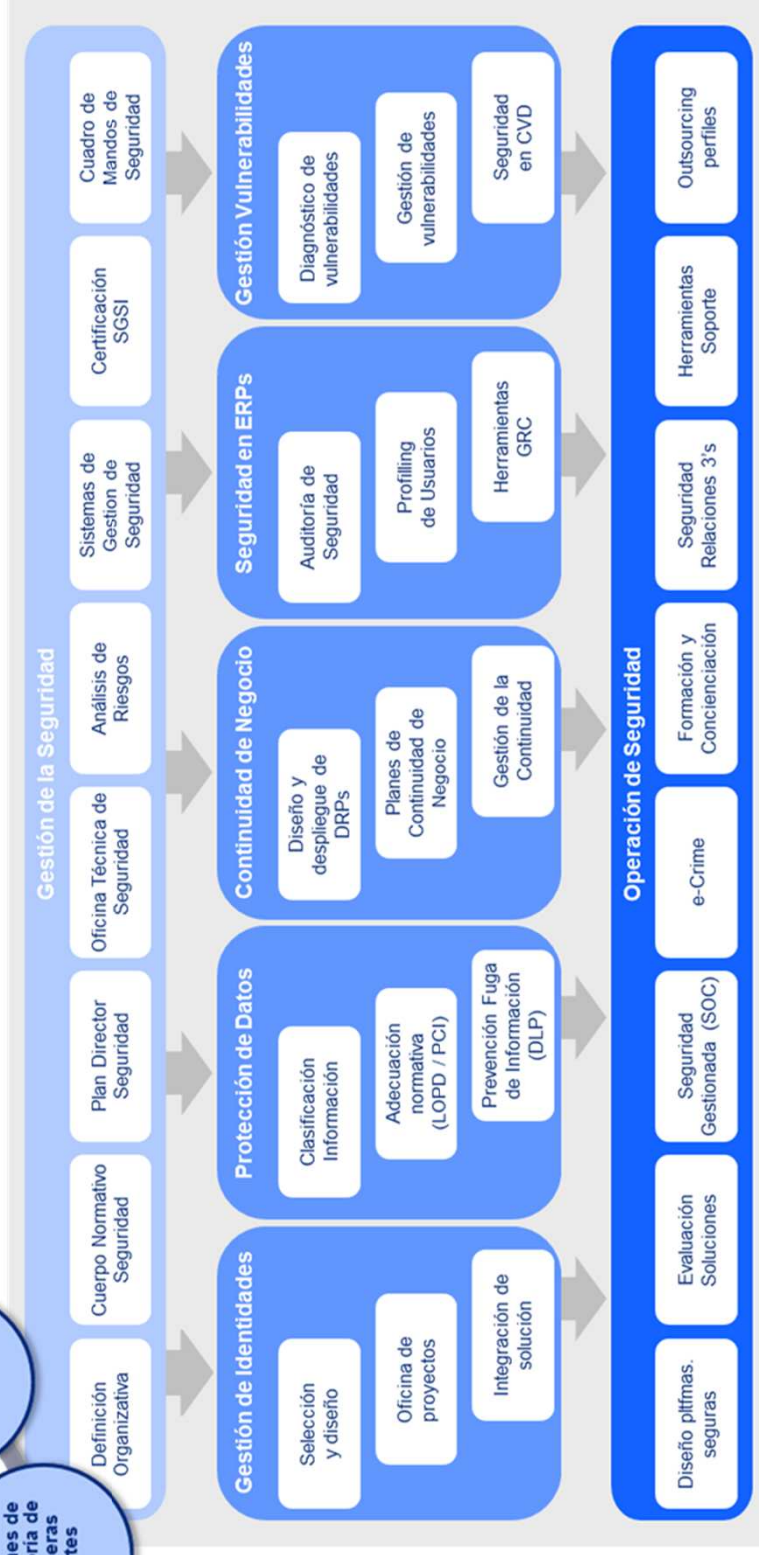 Gestión de la Seguridad
Definición
Organizativa
Cuerpo Normativo
Seguridad
Plan Director
Seguridad
Oficina Técnica de
Seguridad
Análisis de
Riesgos
Sistemas de
Gestion de
Seguridad
Certificación
SGSI
Cuadro de
Mandos de
Seguridad
Gestión de Identidades
Selección
y diseño
Oficina de
proyectos
Integración de
solución
Protección de Datos
Clasificación
Información
Adecuación
normativa
(LOPD / PCI)
Prevención Fuga
de Información
(DLP)
Continuidad de Negocio
Diseño y
despliegue de
DRPs
Planes de
Continuidad de
Negocio
Gestión de la
Continuidad
Seguridad en ERPs
Auditoría de
Seguridad
Profilling
de Usuarios
Herramientas
GRC
Gestión Vulnerabilidades
Diagnóstico de
vulnerabilidades
Gestión de
vulnerabilidades
Seguridad
en CVD
Operación de Seguridad
Diseño pltfmas.
seguras
Evaluación
Soluciones
Seguridad
Gestionada (SOC)
e-Crime
Formación y
Concienciación
Seguridad
Relaciones 3's
Herramientas
Soporte
Outsourcing
perfiles